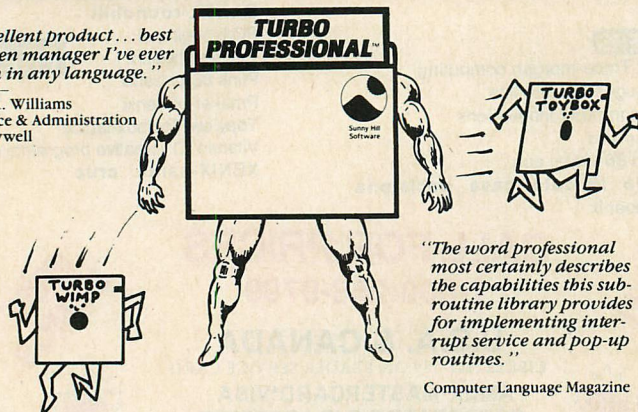 ellent product... best
en manager I've ever
in any language."
. Williams
ce & Administration
ywell
TURBO
PROFESSIONAL™
Sunny Hill
Software
TURBO
TOYBOX
TURBO
WIMP
"The word professional
most certainly describes
the capabilities this sub-
routine library provides
for implementing inter-
rupt service and pop-up
routines."
Computer Language Magazine